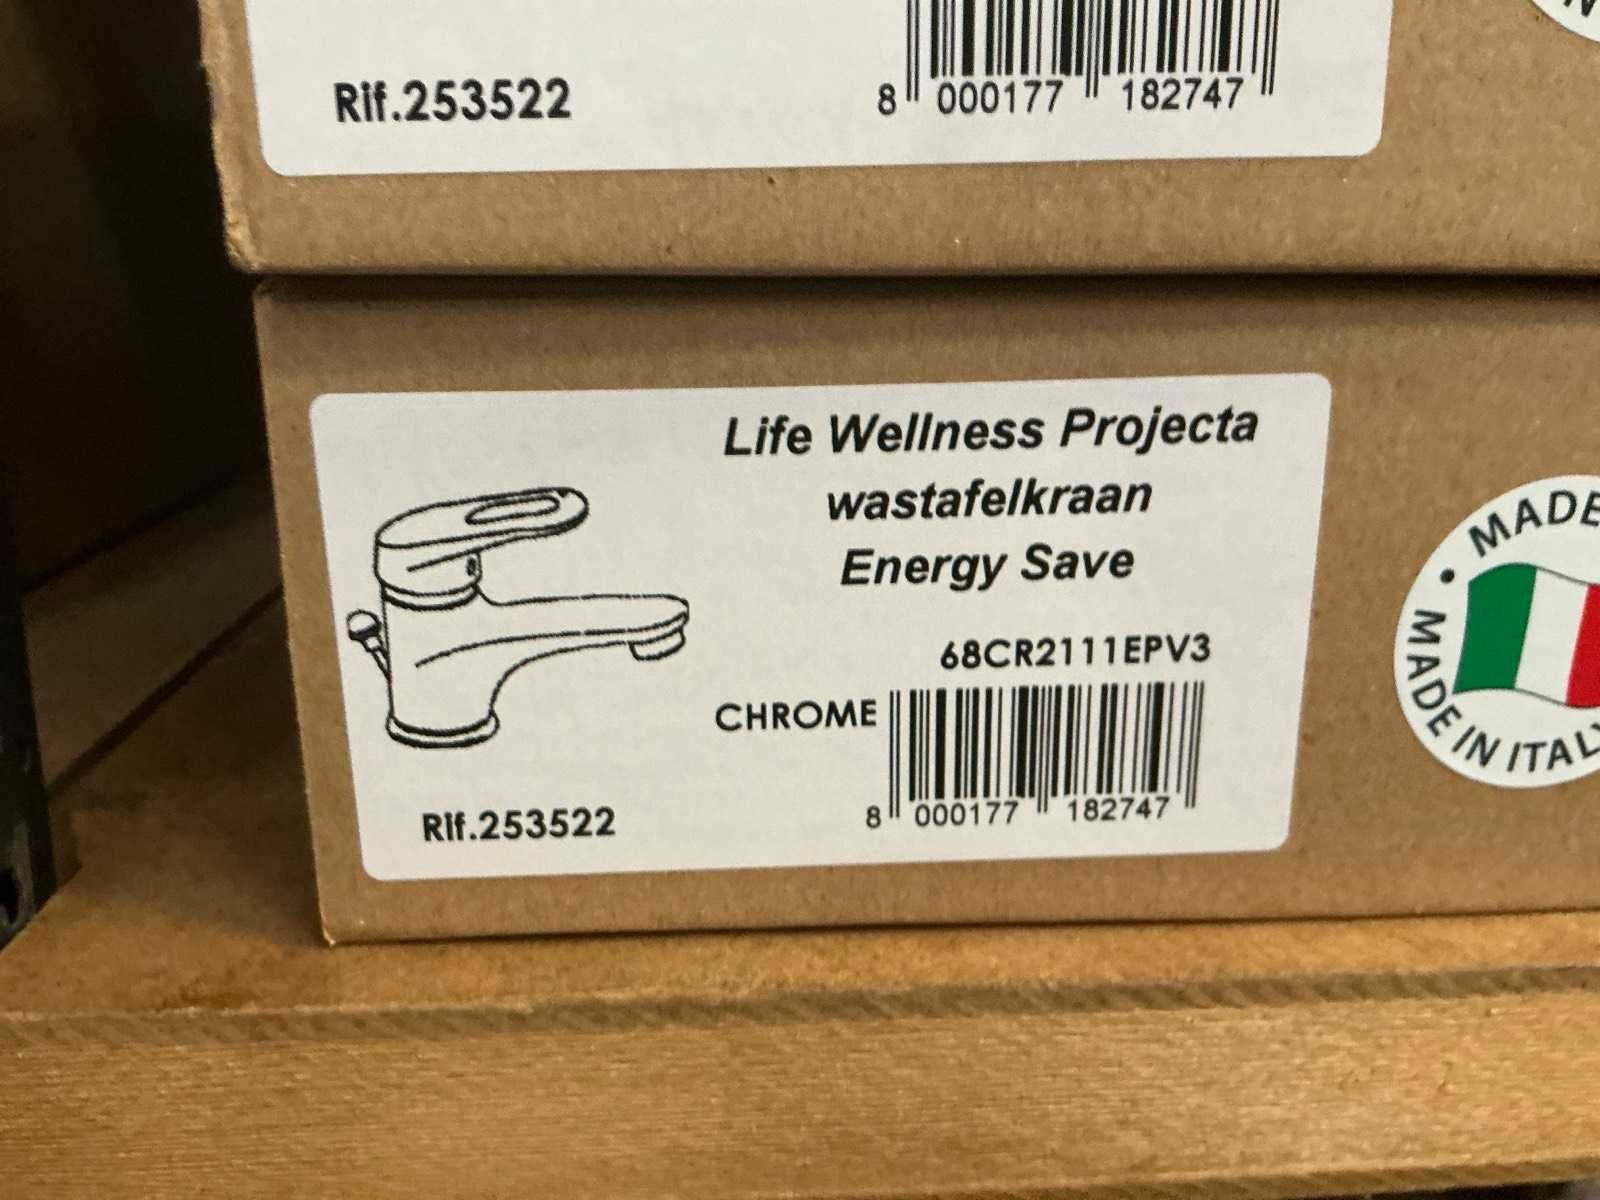 Rif.253522
8 000177 182747
Life Wellness Projecta
wastafelkraan
Energy Save
68CR2111EPV3
CHROME
Rif.253522
8 000177 182747
MADE
• MADE IN ITALY